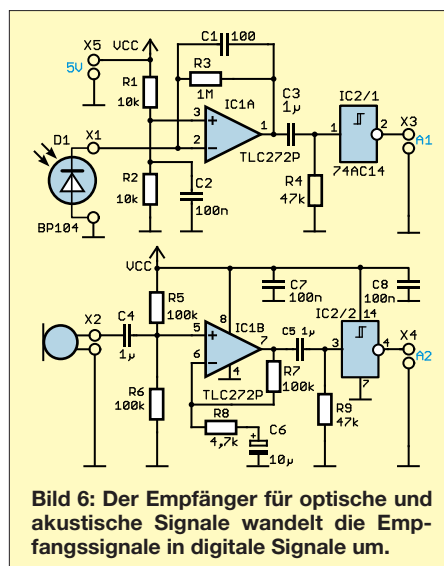 X5
VCC
5V
C1 100
R3
1M
R1
10k
C3
1µ
IC2/1
IC1A
X1
3
+
1
1
2
X3
A1
2
−
TLC272P
74AC14
D1
R2
10k
C2
100n
R4
47k
BP104
VCC
C7
100n
C8
100n
R5
100k
X2
C4
1µ
8
IC1B
IC2/2
14
X4
5
+
7
C5 1µ
3
4
A2
6
−
4
R7
100k
TLC272P
7
R6
100k
R8
4,7k
+
C6
10µ
R9
47k
Bild 6: Der Empfänger für optische und
akustische Signale wandelt die Emp-
fangssignale in digitale Signale um.